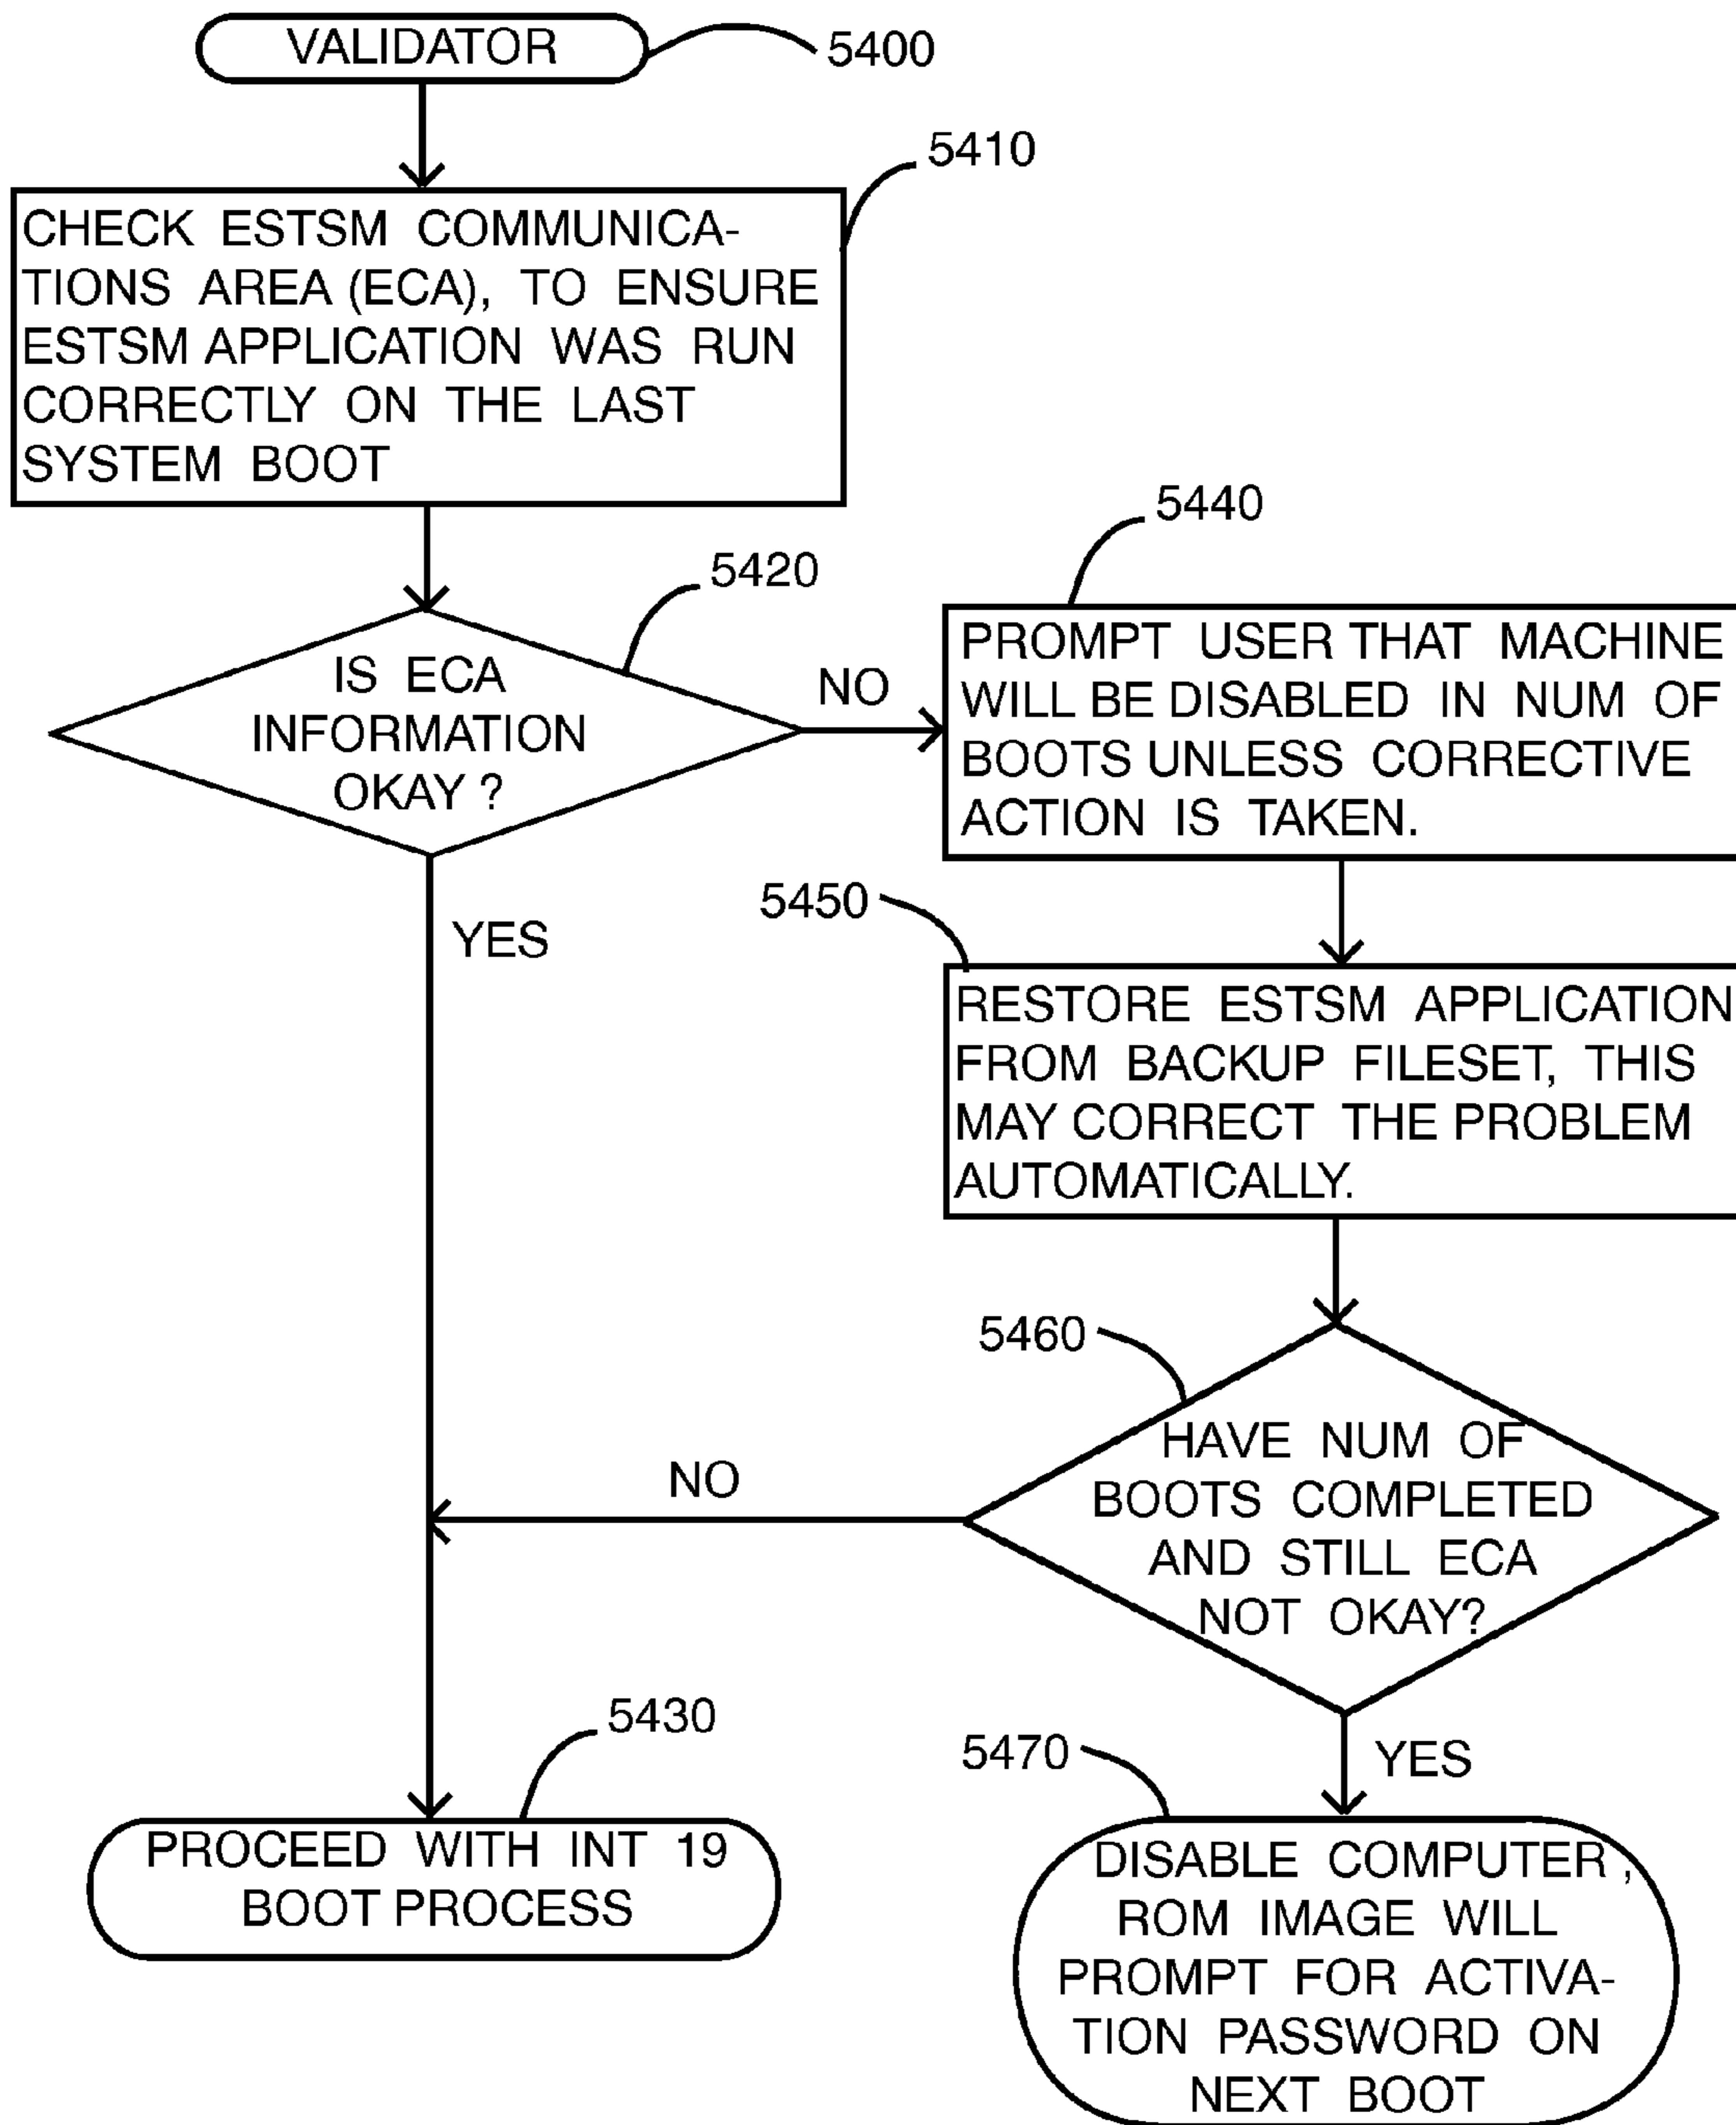 VALIDATOR
5400
5410
CHECK ESTSM COMMUNICA-
TIONS AREA (ECA), TO ENSURE
ESTSM APPLICATION WAS RUN
CORRECTLY ON THE LAST
SYSTEM BOOT
5420
IS ECA
INFORMATION
OKAY ?
NO
YES
5440
PROMPT USER THAT MACHINE
WILL BE DISABLED IN NUM OF
BOOTS UNLESS CORRECTIVE
ACTION IS TAKEN.
5450
RESTORE ESTSM APPLICATION
FROM BACKUP FILESET, THIS
MAY CORRECT THE PROBLEM
AUTOMATICALLY.
5460
HAVE NUM OF
BOOTS COMPLETED
AND STILL ECA
NOT OKAY?
NO
YES
5430
PROCEED WITH INT 19
BOOT PROCESS
5470
DISABLE COMPUTER ,
ROM IMAGE WILL
PROMPT FOR ACTIVA-
TION PASSWORD ON
NEXT BOOT